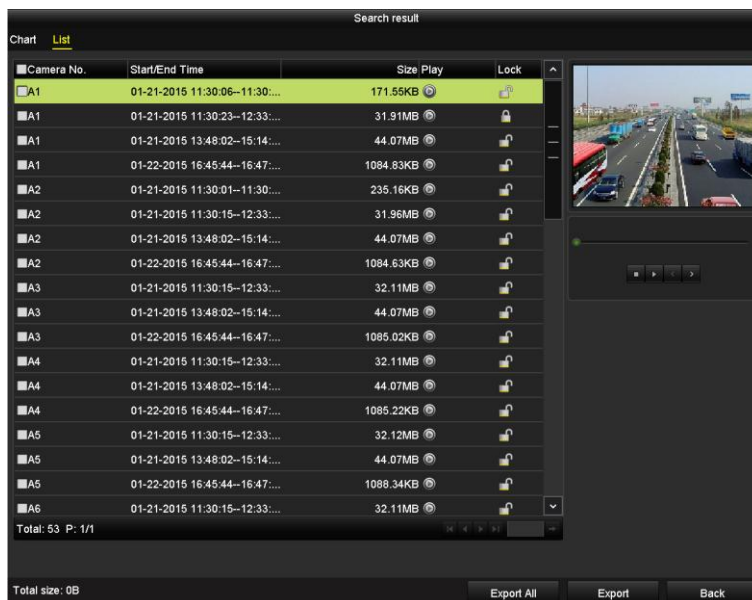 Search result
Chart List
Camera No. Start/End Time Size Play Lock
A1 01-21-2015 11:30:06--11:30:... 171.55KB
A1 01-21-2015 11:30:23--12:33:... 31.91MB
A1 01-21-2015 13:48:02--15:14:... 44.07MB
A1 01-22-2015 16:45:44--16:47:... 1084.83KB
A2 01-21-2015 11:30:01--11:30:... 235.16KB
A2 01-21-2015 11:30:15--12:33:... 31.96MB
A2 01-21-2015 13:48:02--15:14:... 44.07MB
A2 01-22-2015 16:45:44--16:47:... 1084.63KB
A3 01-21-2015 11:30:15--12:33:... 32.11MB
A3 01-21-2015 13:48:02--15:14:... 44.07MB
A3 01-22-2015 16:45:44--16:47:... 1085.02KB
A4 01-21-2015 11:30:15--12:33:... 32.11MB
A4 01-21-2015 13:48:02--15:14:... 44.07MB
A4 01-22-2015 16:45:44--16:47:... 1085.22KB
A5 01-21-2015 11:30:15--12:33:... 32.12MB
A5 01-21-2015 13:48:02--15:14:... 44.07MB
A5 01-22-2015 16:45:44--16:47:... 1088.34KB
A6 01-21-2015 11:30:15--12:33:... 32.11MB
Total: 53 P: 1/1
Total size: 0B Export All Export Back